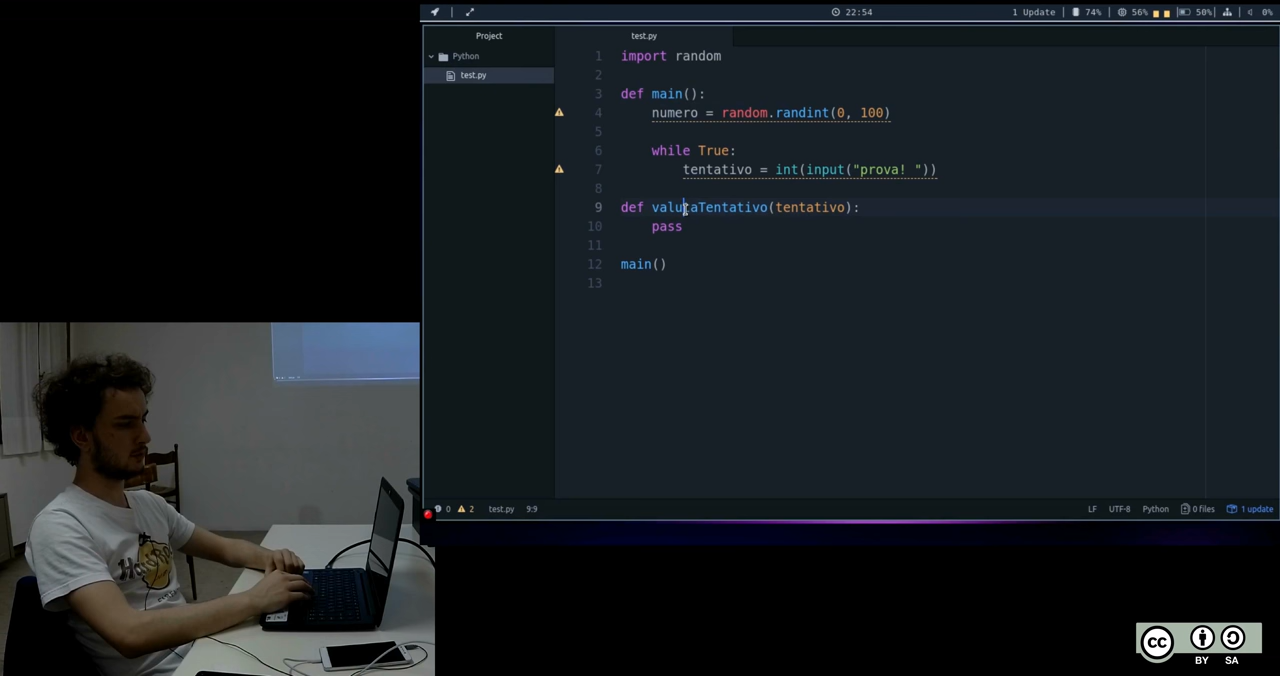 22:54
1 Update | 74% | 56% | 50% | 0%
Project
test.py
Python
test.py
1 import random
2
3 def main():
4 numero = random.randint(0, 100)
5
6 while True:
7 tentativo = int(input("prova! "))
8
9 def valutaTentativo(tentativo):
10 pass
11
12 main()
13
0 2 test.py 9:9
LF UTF-8 Python 0 files 1 update
cc
BY SA